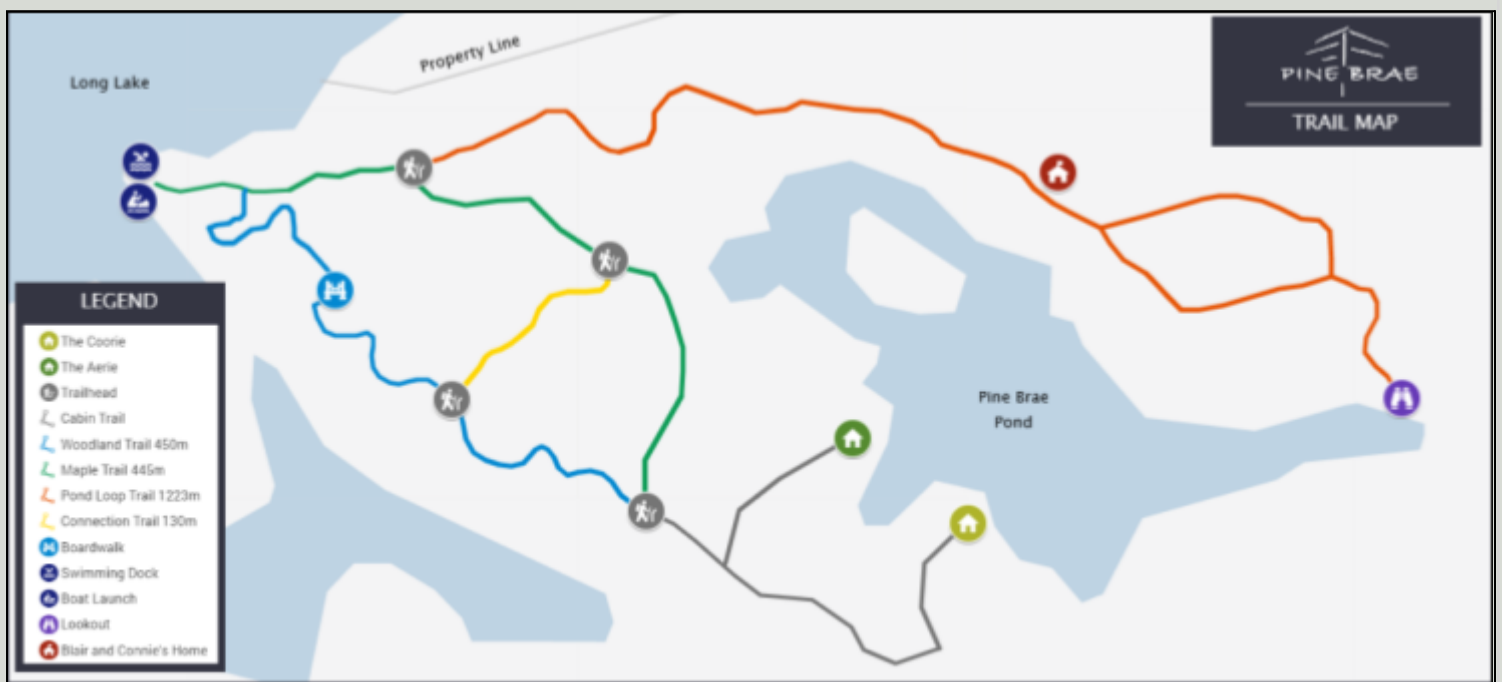 Property Line
Long Lake
PINE BRAE
TRAIL MAP
LEGEND
The Coorie
The Aerie
Trailhead
Cabin Trail
Woodland Trail 450m
Maple Trail 445m
Pond Loop Trail 1223m
Connection Trail 130m
Boardwalk
Swimming Dock
Boat Launch
Lookout
Blair and Connie's Home
Pine Brae
Pond